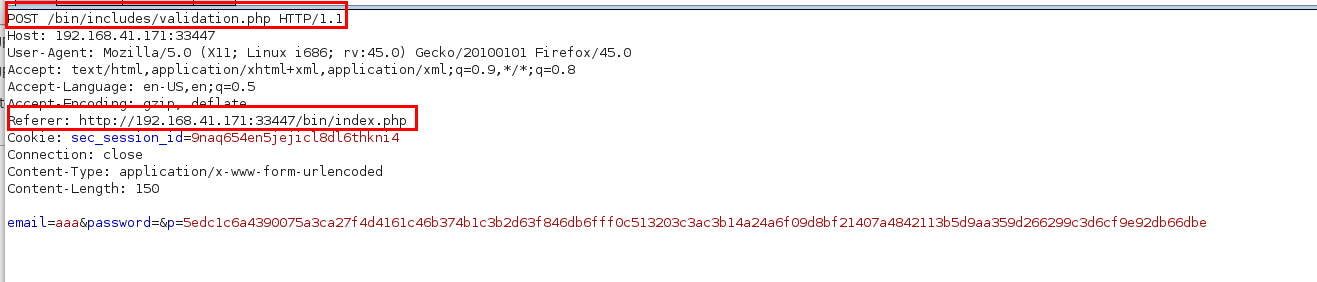 POST /bin/includes/validation.php HTTP/1.1
Host: 192.168.41.171:33447
User-Agent: Mozilla/5.0 (X11; Linux i686; rv:45.0) Gecko/20100101 Firefox/45.0
Accept: text/html,application/xhtml+xml,application/xml;q=0.9,*/*;q=0.8
Accept-Language: en-US,en;q=0.5
Accept-Encoding: gzip, deflate
Referer: http://192.168.41.171:33447/bin/index.php
Cookie: sec_session_id=9naq654en5jejicl8dl6thkni4
Connection: close
Content-Type: application/x-www-form-urlencoded
Content-Length: 150
email=aaa&password=&p=5edc1c6a4390075a3ca27f4d4161c46b374b1c3b2d63f846db6fff0c513203c3ac3b14a24a6f09d8bf21407a4842113b5d9aa359d266299c3d6cf9e92db66dbe